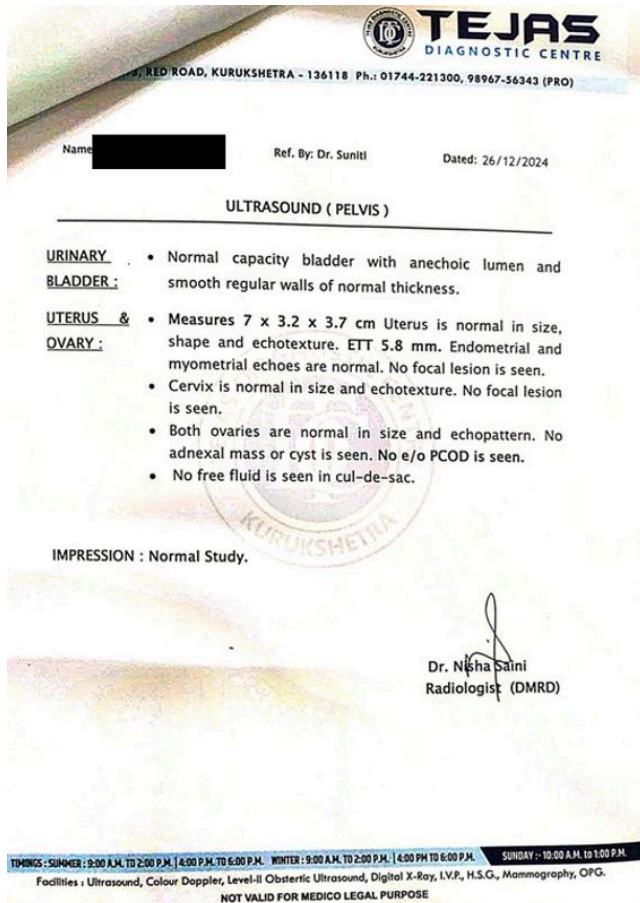 TEJAS
DIAGNOSTIC CENTRE
RED ROAD, KURUKSHETRA - 136118 Ph.: 01744-221300, 98967-56343 (PRO)
Name
Ref. By: Dr. Suniti
Dated: 26/12/2024
ULTRASOUND ( PELVIS )
URINARY BLADDER :
• Normal capacity bladder with anechoic lumen and
smooth regular walls of normal thickness.
UTERUS & OVARY :
• Measures 7 x 3.2 x 3.7 cm Uterus is normal in size,
shape and echotexture. ETT 5.8 mm. Endometrial and
myometrial echoes are normal. No focal lesion is seen.
• Cervix is normal in size and echotexture. No focal lesion
is seen.
• Both ovaries are normal in size and echopattern. No
adnexal mass or cyst is seen. No e/o PCOD is seen.
• No free fluid is seen in cul-de-sac.
KURUKSHETRA
IMPRESSION : Normal Study.
Dr. Nisha Saini
Radiologist (DMRD)
TIMINGS : SUMMER : 9:00 A.M. TO 2:00 P.M. | 4:00 P.M. TO 6:00 P.M. WINTER : 9:00 A.M. TO 2:00 P.M. | 4:00 PM TO 6:00 P.M. SUNDAY :- 10:00 A.M. to 1:00 P.M.
Facilities : Ultrasound, Colour Doppler, Level-II Obstertic Ultrasound, Digital X-Ray, I.V.P., H.S.G., Mammography, OPG.
NOT VALID FOR MEDICO LEGAL PURPOSE